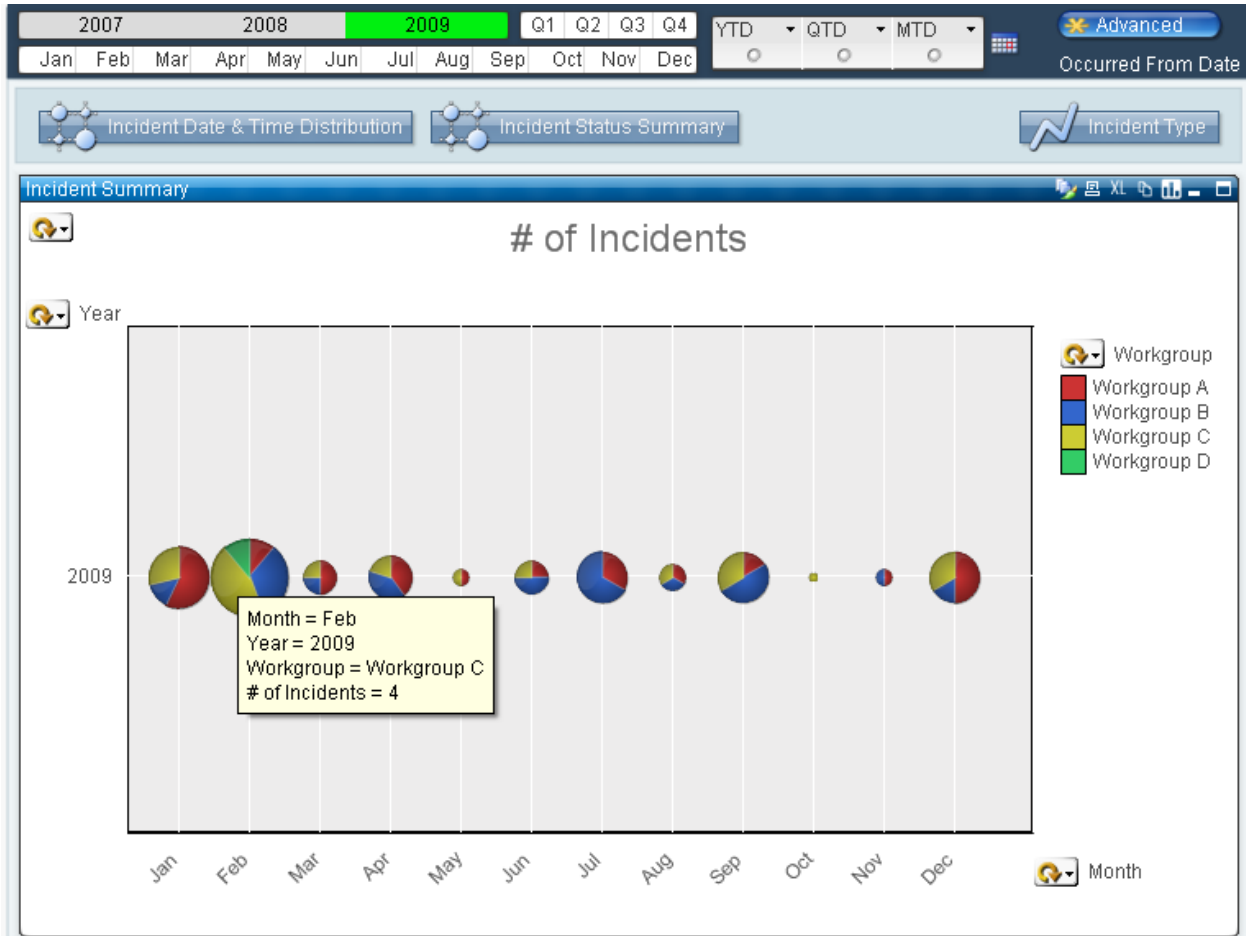 2007 2008 2009 Q1 Q2 Q3 Q4 YTD QTD MTD Advanced
Jan Feb Mar Apr May Jun Jul Aug Sep Oct Nov Dec Occurred From Date
Incident Date & Time Distribution Incident Status Summary Incident Type
Incident Summary XL
# of Incidents
Year
Workgroup
Workgroup A
Workgroup B
Workgroup C
Workgroup D
2009
Month = Feb
Year = 2009
Workgroup = Workgroup C
# of Incidents = 4
Jan Feb Mar Apr May Jun Jul Aug Sep Oct Nov Dec
Month